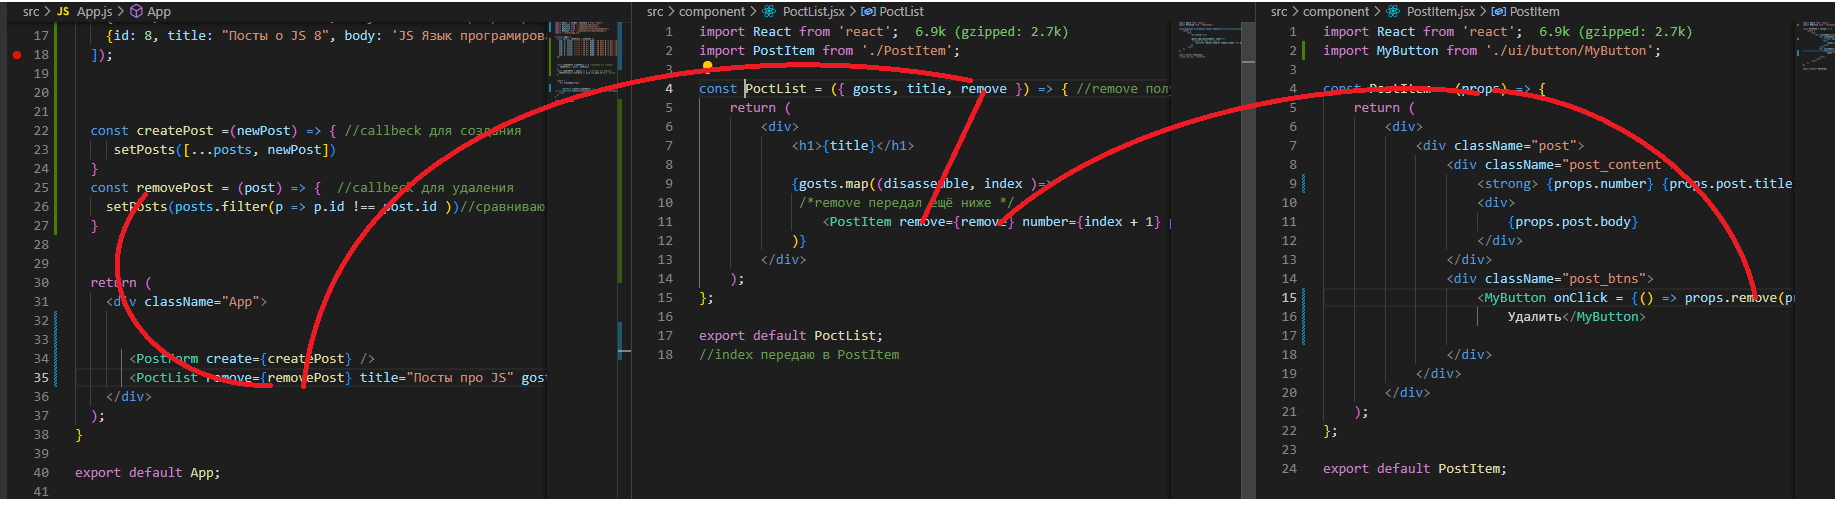 src > JS App.js > App
17 {id: 8, title: "Посты о JS 8", body: 'JS Язык програмиров
18 ]);
19
20
21
22 const createPost =(newPost) => { //callbeck для создания
23 setPosts([...posts, newPost])
24 }
25 const removePost = (post) => { //callbeck для удаления
26 setPosts(posts.filter(p => p.id !== post.id ))//сравниваю
27 }
28
29
30 return (
31 <div className="App">
32
33
34 <PostForm create={createPost} />
35 <PoctList remove={removePost} title="Посты про JS" gost
36 </div>
37 );
38 }
39
40 export default App;
41
src > component > PoctList.jsx > PoctList
1 import React from 'react'; 6.9k (gzipped: 2.7k)
2 import PostItem from './PostItem';
3
4 const PoctList = ({ gosts, title, remove }) => { //remove пол
5 return (
6 <div>
7 <h1>{title}</h1>
8
9 {gosts.map((disassemble, index )=>
10 /*remove передал ещё ниже */
11 <PostItem remove={remove} number={index + 1} p
12 )}
13 </div>
14 );
15 };
16
17 export default PoctList;
18 //index передаю в PostItem
src > component > PostItem.jsx > PostItem
1 import React from 'react'; 6.9k (gzipped: 2.7k)
2 import MyButton from './ui/button/MyButton';
3
4 const PostItem = (props) => {
5 return (
6 <div>
7 <div className="post">
8 <div className="post_content">
9 <strong> {props.number} {props.post.title
10 <div>
11 {props.post.body}
12 </div>
13 </div>
14 <div className="post_btns">
15 <MyButton onClick = {() => props.remove(pr
16 Удалить</MyButton>
17
18 </div>
19 </div>
20 </div>
21 );
22 };
23
24 export default PostItem;